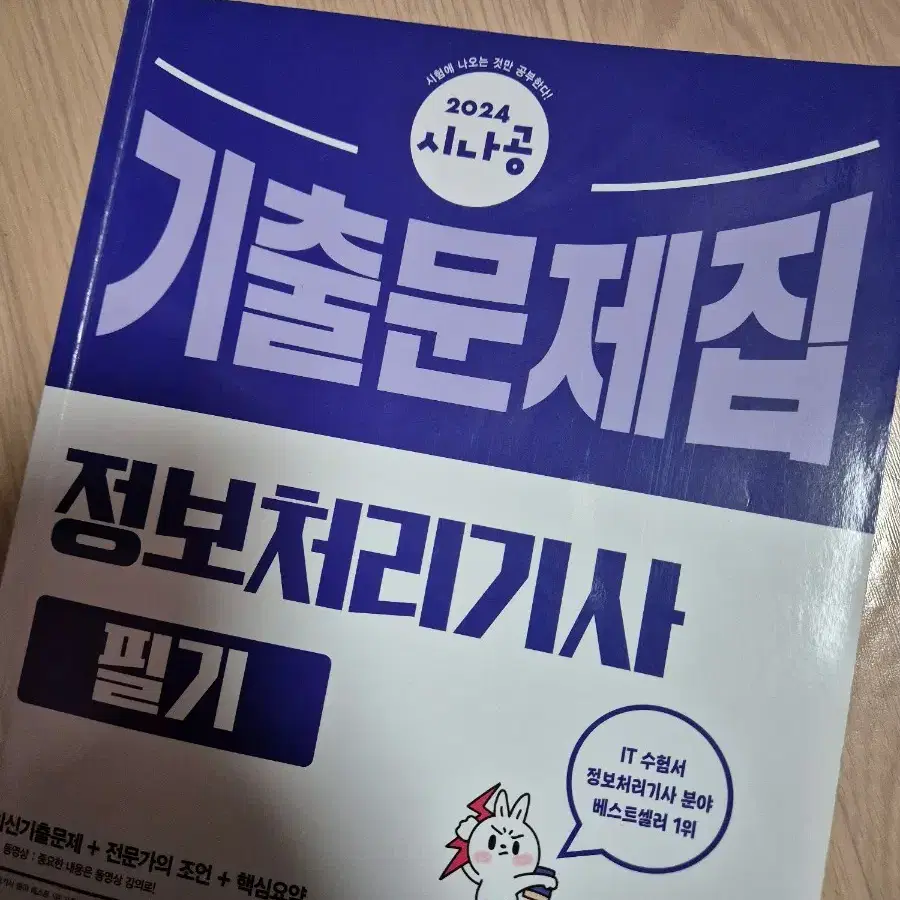 시험에 나오는 것만 공부한다!
2024
시나공
기출문제집
정보처리기사
필기
IT 수험서
정보처리기사 분야
베스트셀러 1위
최신기출문제 + 전문가의 조언 + 핵심요약
동영상 : 중요한 내용은 동영상 강의로!